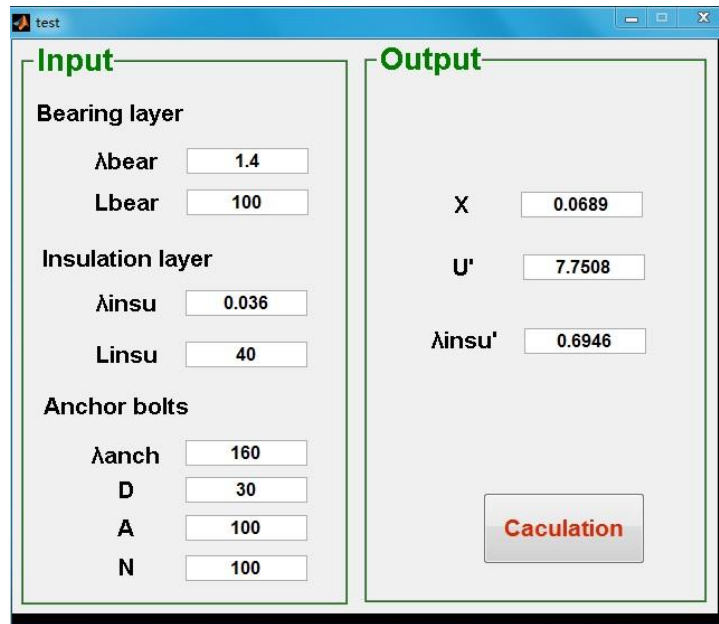 test
Input
Bearing layer
λbear 1.4
Lbear 100
Insulation layer
λinsu 0.036
Linsu 40
Anchor bolts
λanch 160
D 30
A 100
N 100
Output
X 0.0689
U' 7.7508
λinsu' 0.6946
Caculation